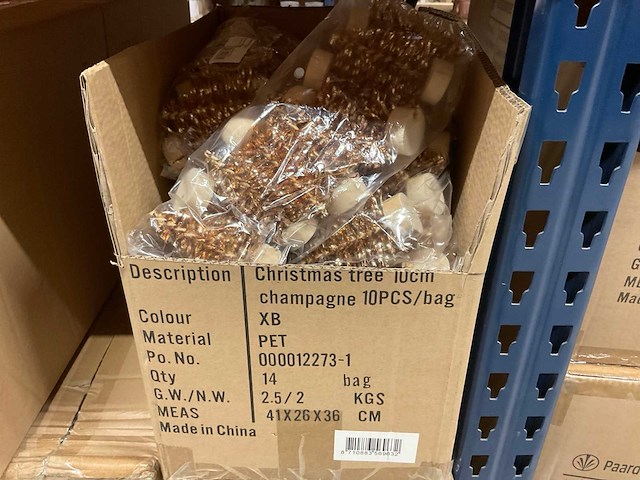 Description Christmas tree 10cm
champagne 10PCS/bag
Colour XB
Material PET
Po. No. 000012273-1
Qty 14 bag
G.W./N.W. 2.5/2 KGS
MEAS 41X26X36 CM
Made in China
Paard